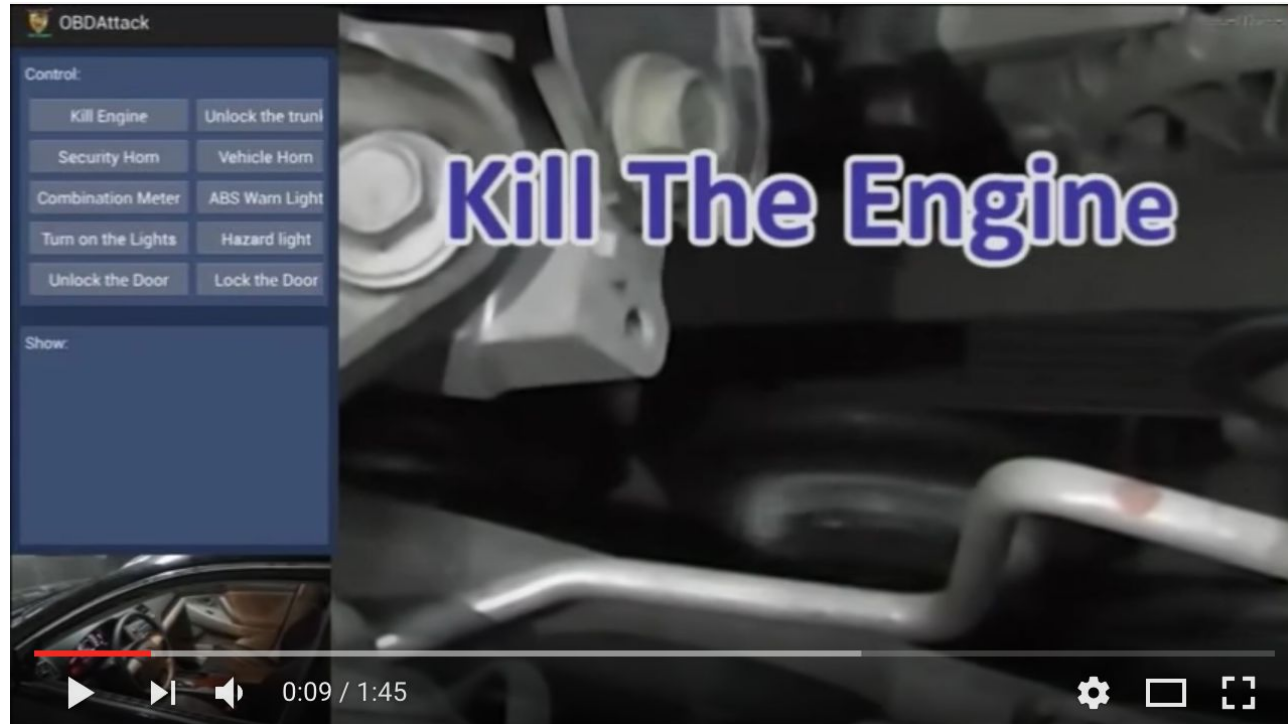 OBDAttack
Control:
Kill Engine
Unlock the trunk
Security Horn
Vehicle Horn
Combination Meter
ABS Warn Light
Turn on the Lights
Hazard light
Unlock the Door
Lock the Door
Show:
Kill The Engine
0:09 / 1:45